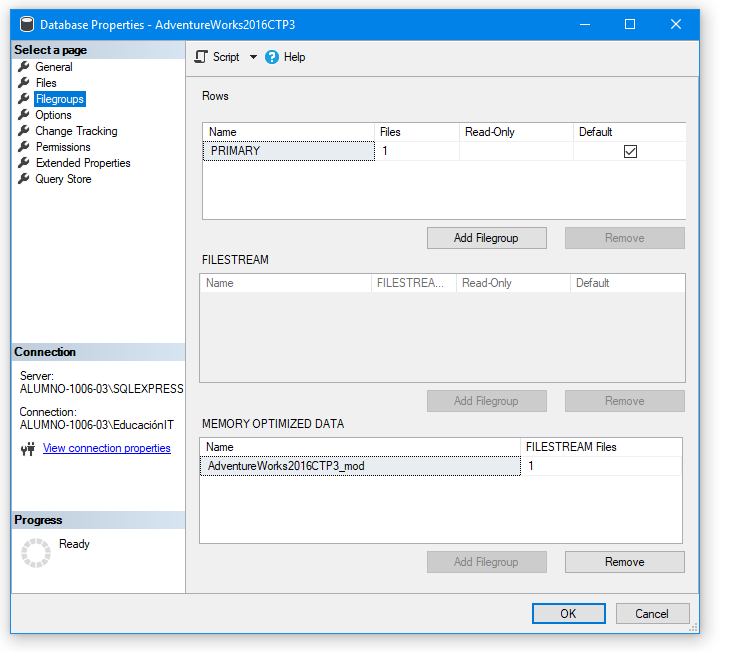 Database Properties - AdventureWorks2016CTP3
Select a page
General
Files
Filegroups
Options
Change Tracking
Permissions
Extended Properties
Query Store
Connection
Server:
ALUMNO-1006-03\SQLEXPRESS
Connection:
ALUMNO-1006-03\EducaciónIT
View connection properties
Progress
Ready
Script ? Help
Rows
Name Files Read-Only Default
PRIMARY 1
Add Filegroup Remove
FILESTREAM
Name FILESTREA... Read-Only Default
Add Filegroup Remove
MEMORY OPTIMIZED DATA
Name FILESTREAM Files
AdventureWorks2016CTP3_mod 1
Add Filegroup Remove
OK Cancel